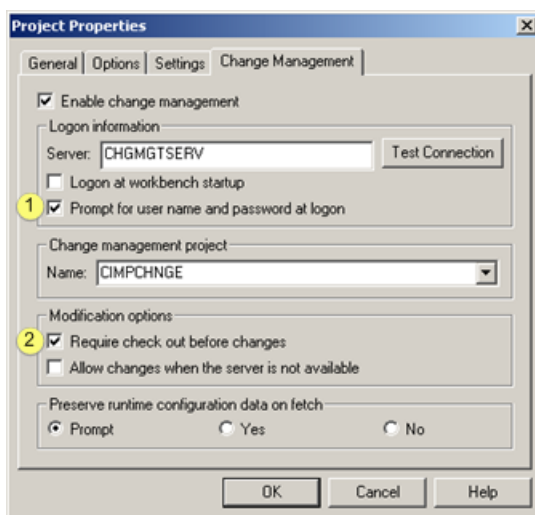 Project Properties
General Options Settings Change Management
Enable change management
Logon information
Server: CHGMGTSERV Test Connection
Logon at workbench startup
1 Prompt for user name and password at logon
Change management project
Name: CIMPCHNGE
Modification options
2 Require check out before changes
Allow changes when the server is not available
Preserve runtime configuration data on fetch
Prompt Yes No
OK Cancel Help